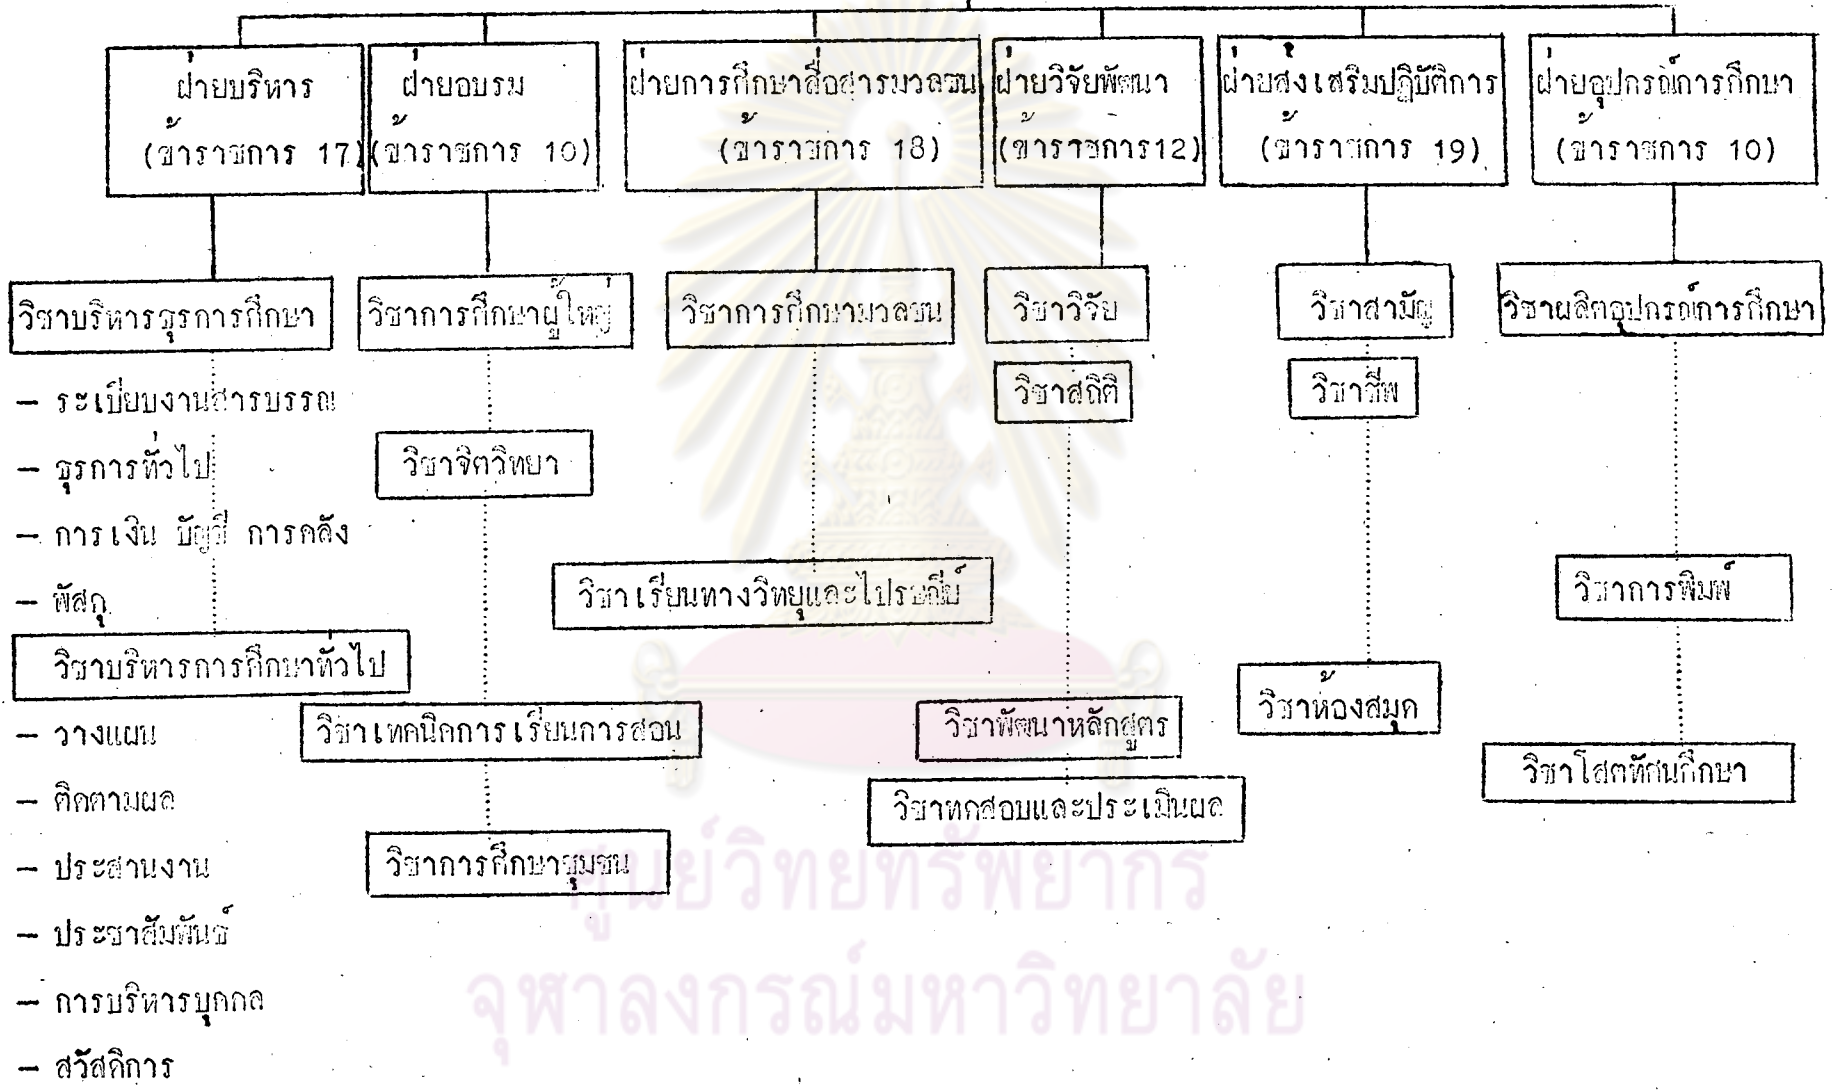 ฝ่ายบริหาร
(ข้าราชการ 17)
ฝ่ายอบรม
(ข้าราชการ 10)
ฝ่ายการศึกษาสื่อสารมวลชน
(ข้าราชการ 18)
ฝ่ายวิจัยพัฒนา
(ข้าราชการ12)
ฝ่ายส่งเสริมปฏิบัติการ
(ข้าราชการ 19)
ฝ่ายอุปกรณ์การศึกษา
(ข้าราชการ 10)
วิชาบริหารธุรการศึกษา
- ระเบียบงานสารบรรณ
- ธุรการทั่วไป
- การเงิน บัญชี การคลัง
- พัสดุ
วิชาบริหารการศึกษาทั่วไป
- วางแผน
- ติดตามผล
- ประสานงาน
- ประชาสัมพันธ์
- การบริหารบุคคล
- สวัสดิการ
วิชาการศึกษาผู้ใหญ่
วิชาจิตวิทยา
วิชาเทคนิคการเรียนการสอน
วิชาการศึกษาชุมชน
วิชาการศึกษามวลชน
วิชาเรียนทางวิทยุและไปรษณีย์
วิชาวิจัย
วิชาสถิติ
วิชาพัฒนาหลักสูตร
วิชาทดสอบและประเมินผล
วิชาสามัญ
วิชาชีพ
วิชาห้องสมุด
วิชาผลิตอุปกรณ์การศึกษา
วิชาการพิมพ์
วิชาโสตทัศนศึกษา
ศูนย์วิทยทรัพยากร
จุฬาลงกรณ์มหาวิทยาลัย